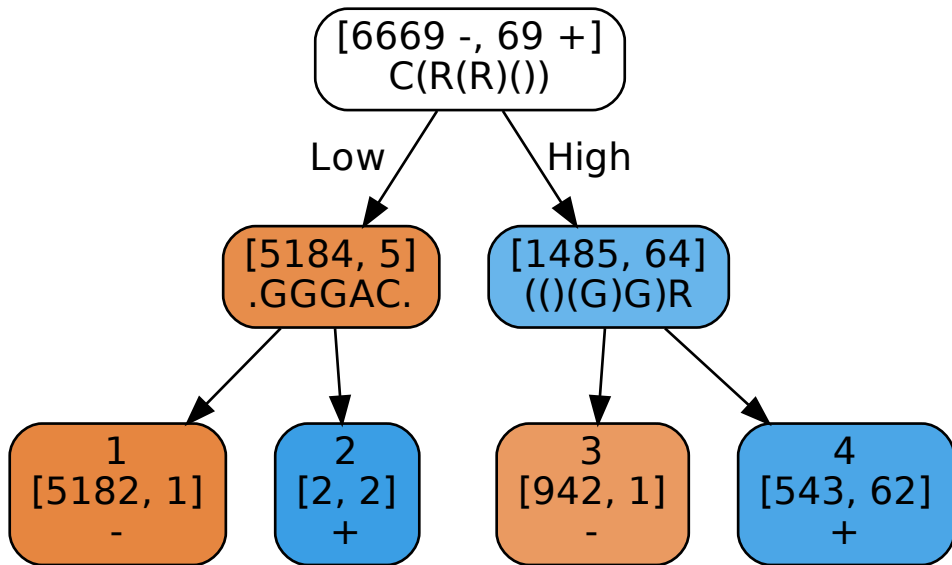 [6669 -, 69 +]
C(R(R)())
Low
High
[5184, 5]
.GGGAC.
[1485, 64]
(()(G)G)R
1
[5182, 1]
-
2
[2, 2]
+
3
[942, 1]
-
4
[543, 62]
+